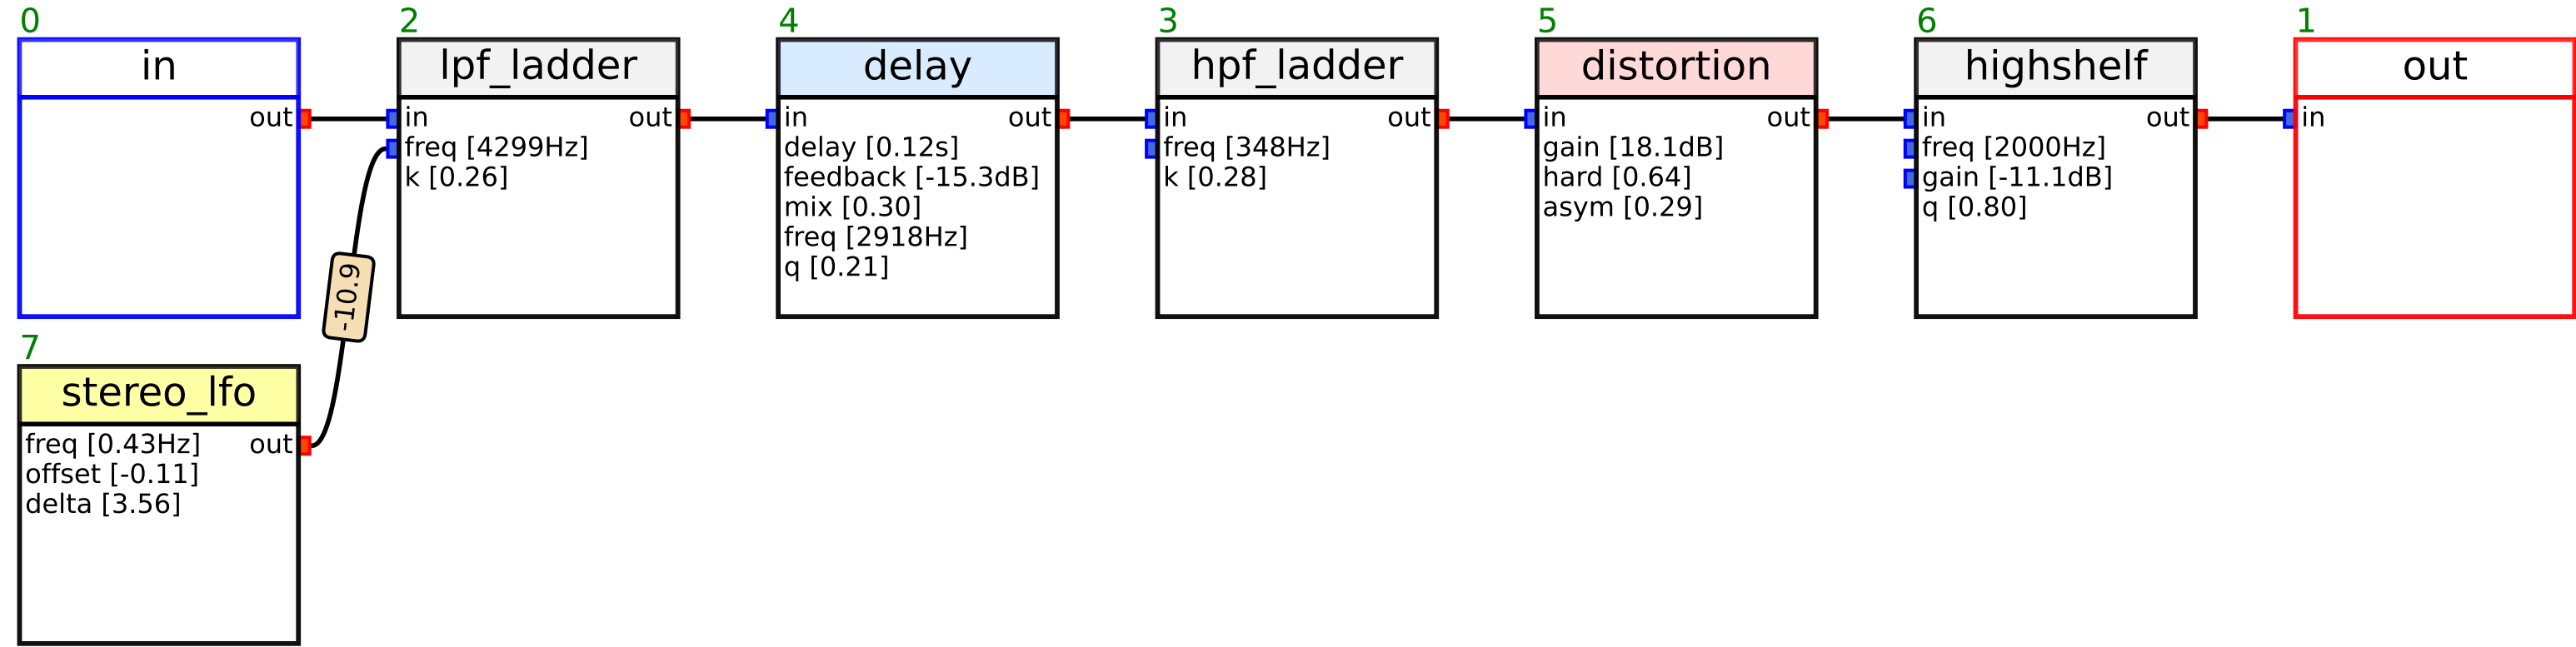 0
in
out
2
lpf_ladder
in
out
freq [4299Hz]
k [0.26]
4
delay
in
out
delay [0.12s]
feedback [-15.3dB]
mix [0.30]
freq [2918Hz]
q [0.21]
3
hpf_ladder
in
out
freq [348Hz]
k [0.28]
5
distortion
in
out
gain [18.1dB]
hard [0.64]
asym [0.29]
6
highshelf
in
out
freq [2000Hz]
gain [-11.1dB]
q [0.80]
1
out
in
-10.9
7
stereo_lfo
freq [0.43Hz]
out
offset [-0.11]
delta [3.56]